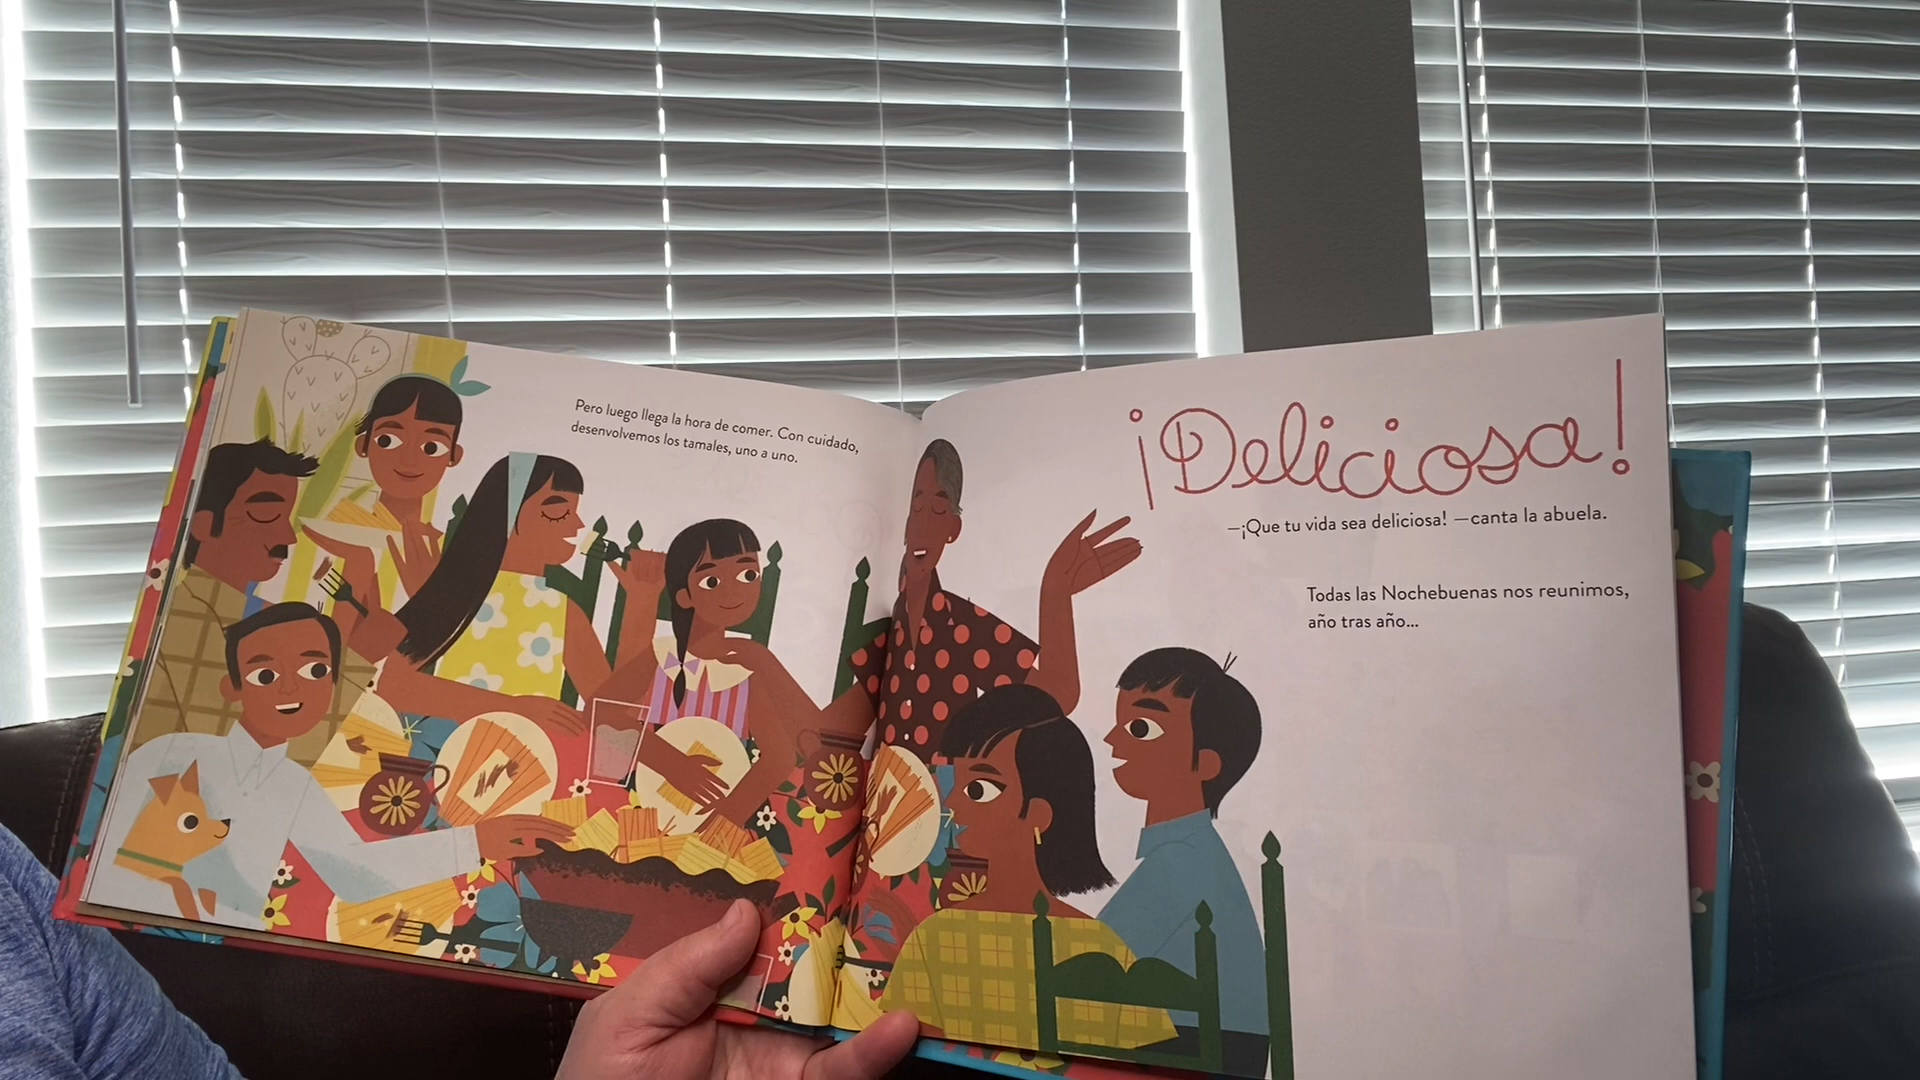 Pero luego llega la hora de comer. Con cuidado,
desenvolvemos los tamales, uno a uno.
¡Deliciosa!
—¡Que tu vida sea deliciosa! —canta la abuela.
Todas las Nochebuenas nos reunimos,
año tras año...